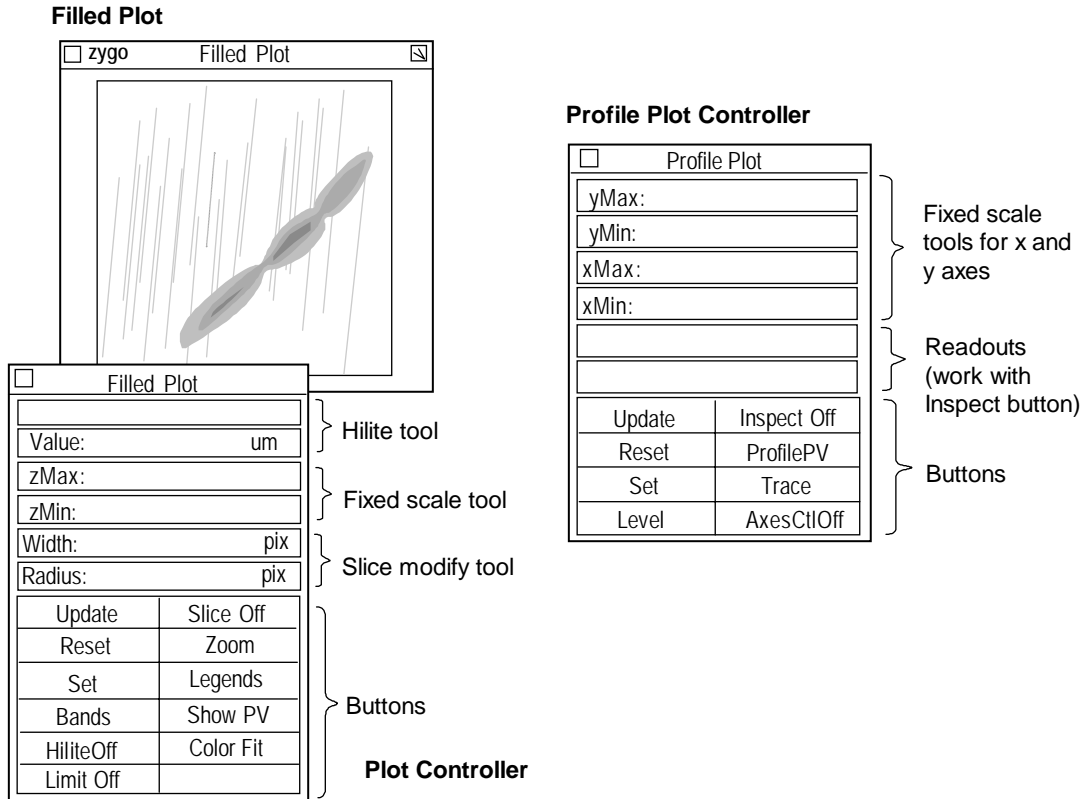 Filled Plot
zygo Filled Plot
Filled Plot
Value: um
Hilite tool
zMax:
zMin:
Fixed scale tool
Width: pix
Radius: pix
Slice modify tool
Update Slice Off
Reset Zoom
Set Legends
Bands Show PV
HiliteOff Color Fit
Limit Off
Buttons
Plot Controller
Profile Plot Controller
Profile Plot
yMax:
yMin:
xMax:
xMin:
Fixed scale
tools for x and
y axes
Readouts
(work with
Inspect button)
Update Inspect Off
Reset ProfilePV
Set Trace
Level AxesCtlOff
Buttons